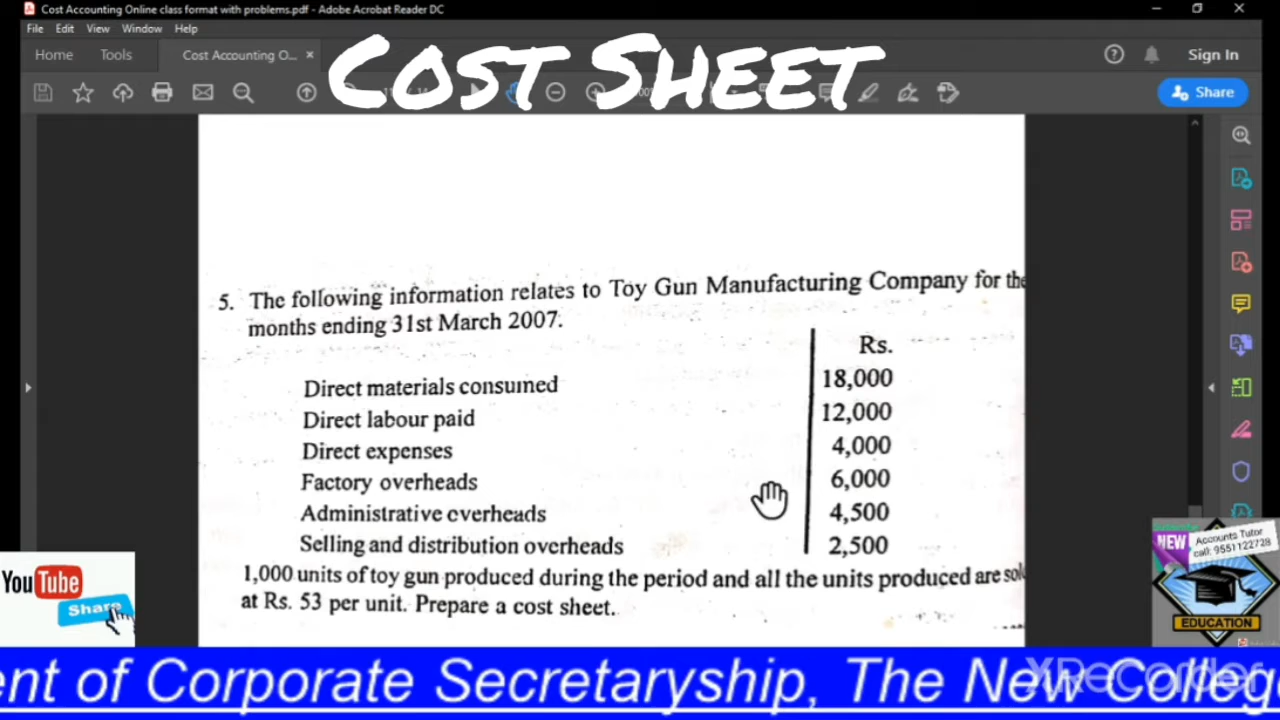 Cost Accounting Online class format with problems.pdf - Adobe Acrobat Reader DC
File Edit View Window Help
Home Tools Cost Accounting O... × Sign In
COST SHEET
Share
5. The following information relates to Toy Gun Manufacturing Company for the
months ending 31st March 2007.
Rs.
Direct materials consumed 18,000
Direct labour paid 12,000
Direct expenses 4,000
Factory overheads 6,000
Administrative overheads 4,500
Selling and distribution overheads 2,500
1,000 units of toy gun produced during the period and all the units produced are
at Rs. 53 per unit. Prepare a cost sheet.
YouTube
Share
Subscribe
NEW
Accounts Tutor
call: 9551122728
EDUCATION
XRecorder
ent of Corporate Secretaryship, The New College